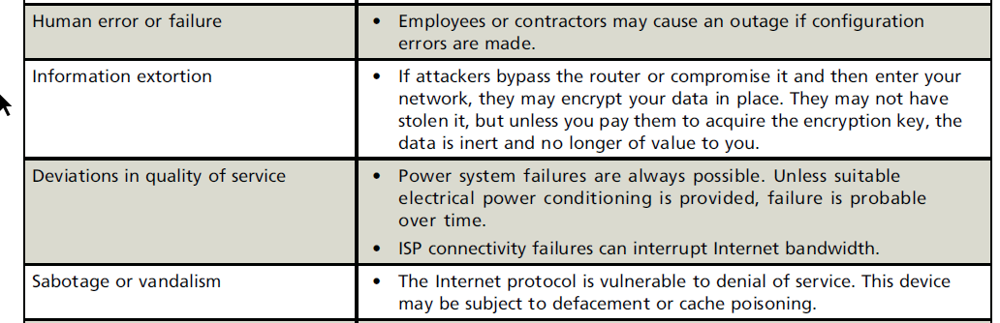 Human error or failure
• Employees or contractors may cause an outage if configuration
errors are made.
Information extortion
• If attackers bypass the router or compromise it and then enter your
network, they may encrypt your data in place. They may not have
stolen it, but unless you pay them to acquire the encryption key, the
data is inert and no longer of value to you.
Deviations in quality of service
• Power system failures are always possible. Unless suitable
electrical power conditioning is provided, failure is probable
over time.
• ISP connectivity failures can interrupt Internet bandwidth.
Sabotage or vandalism
• The Internet protocol is vulnerable to denial of service. This device
may be subject to defacement or cache poisoning.